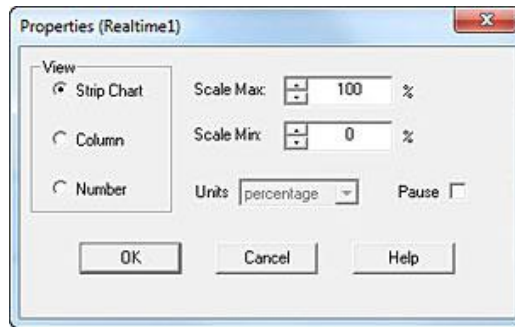 Properties (Realtime1)
View
Strip Chart Scale Max: 100 %
Column Scale Min: 0 %
Number Units percentage Pause
OK Cancel Help